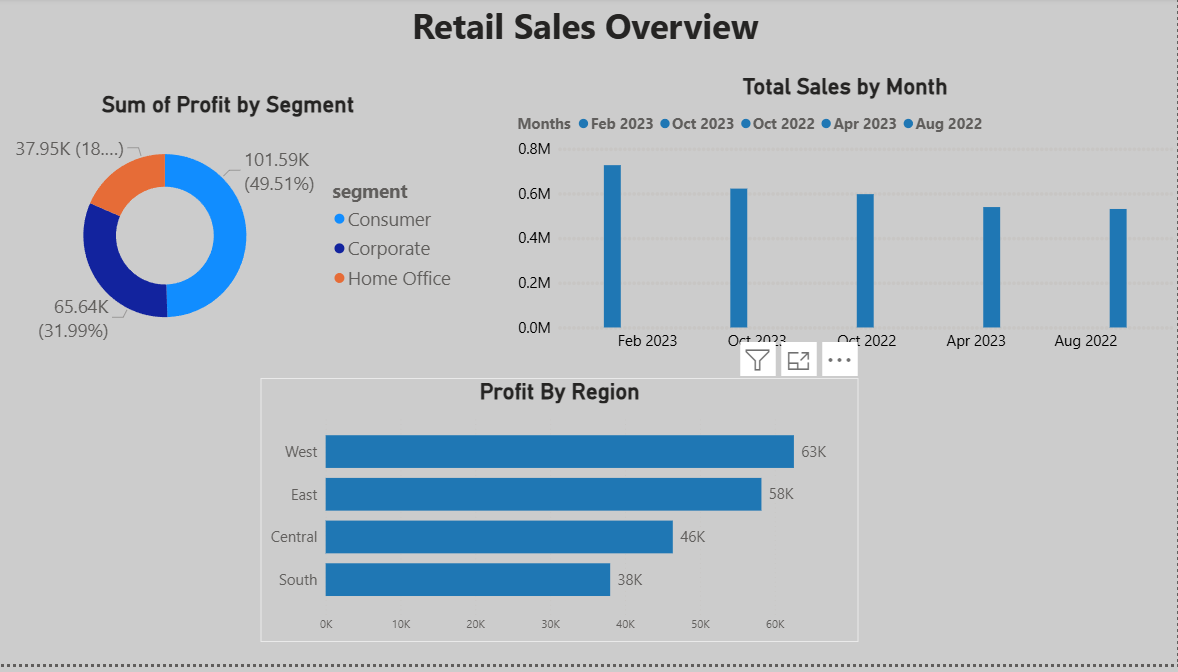 Retail Sales Overview
Sum of Profit by Segment
37.95K (18....)
101.59K
(49.51%)
65.64K
(31.99%)
segment
Consumer
Corporate
Home Office
Total Sales by Month
Months Feb 2023 Oct 2023 Oct 2022 Apr 2023 Aug 2022
0.8M
0.6M
0.4M
0.2M
0.0M
Feb 2023 Oct 2023 Oct 2022 Apr 2023 Aug 2022
Profit By Region
West 63K
East 58K
Central 46K
South 38K
0K 10K 20K 30K 40K 50K 60K